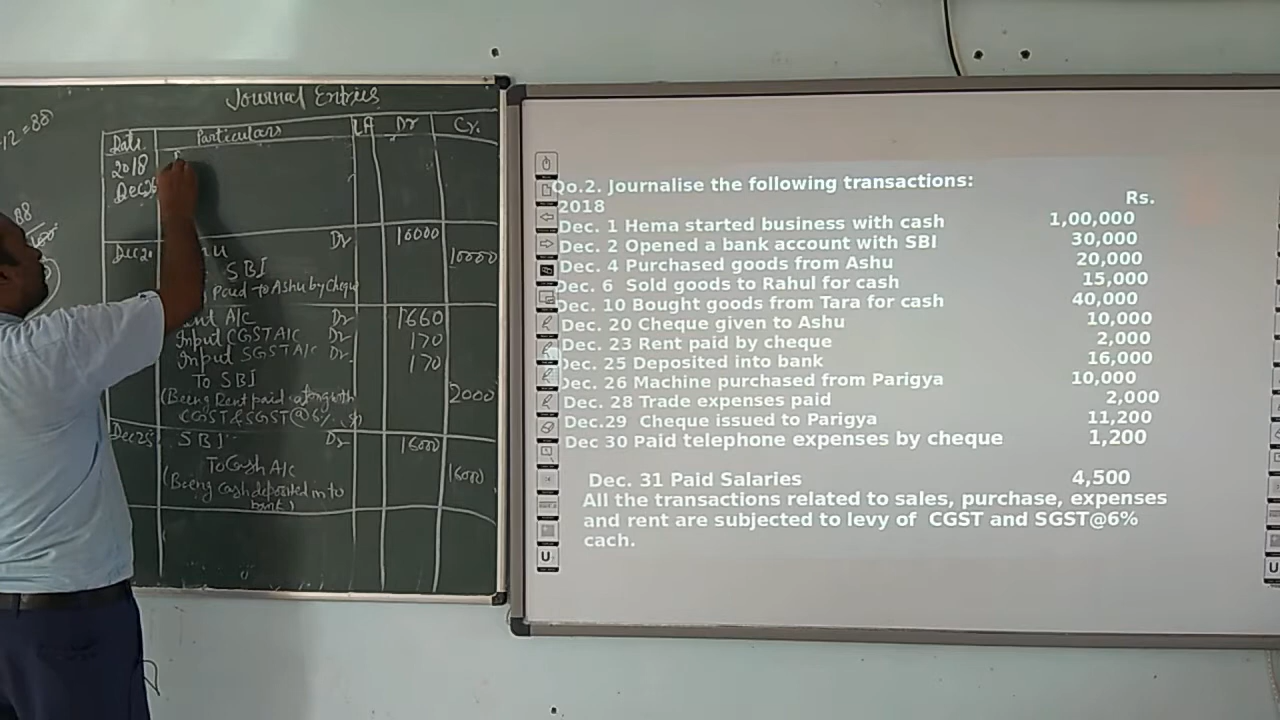 -12 = 88
88
Journal Entries
Date Particulars LF Dr Cr.
2018
Dec26
Dec20 Dr 10000
SBI 10000
Paid to Ashu by Cheque
A/C Dr 1660
Input CGST A/C Dr 170
Input SGST A/C Dr. 170
To SBI 2000
(Being Rent paid along with
CGST & SGST @ 6%
Dec25 SBI Dr 16000
To Cash A/C 16000
(Being Cash deposited into
bank)
Qo.2. Journalise the following transactions:
2018 Rs.
Dec. 1 Hema started business with cash 1,00,000
Dec. 2 Opened a bank account with SBI 30,000
Dec. 4 Purchased goods from Ashu 20,000
Dec. 6 Sold goods to Rahul for cash 15,000
Dec. 10 Bought goods from Tara for cash 40,000
Dec. 20 Cheque given to Ashu 10,000
Dec. 23 Rent paid by cheque 2,000
Dec. 25 Deposited into bank 16,000
Dec. 26 Machine purchased from Parigya 10,000
Dec. 28 Trade expenses paid 2,000
Dec.29 Cheque issued to Parigya 11,200
Dec 30 Paid telephone expenses by cheque 1,200
Dec. 31 Paid Salaries 4,500
All the transactions related to sales, purchase, expenses
and rent are subjected to levy of CGST and SGST@6%
cach.